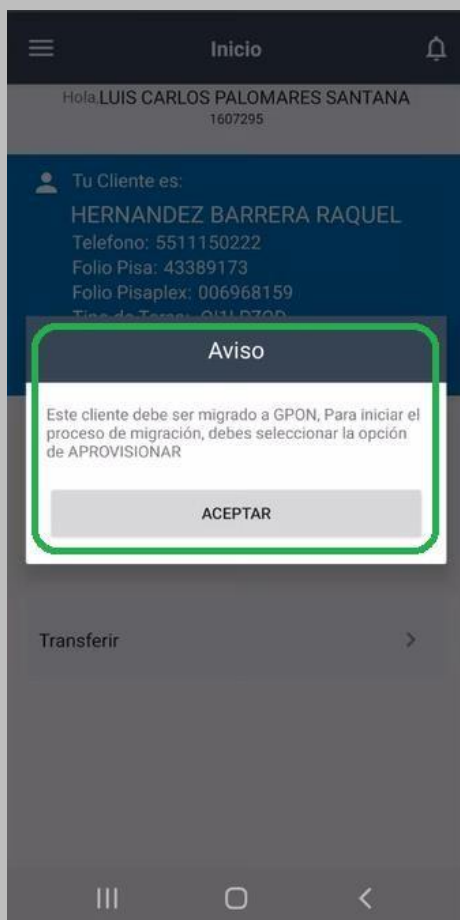 Inicio
Hola,LUIS CARLOS PALOMARES SANTANA
1607295
Tu Cliente es:
HERNANDEZ BARRERA RAQUEL
Telefono: 5511150222
Folio Pisa: 43389173
Folio Pisaplex: 006968159
Aviso
Este cliente debe ser migrado a GPON, Para iniciar el
proceso de migración, debes seleccionar la opción
de APROVISIONAR
ACEPTAR
Transferir